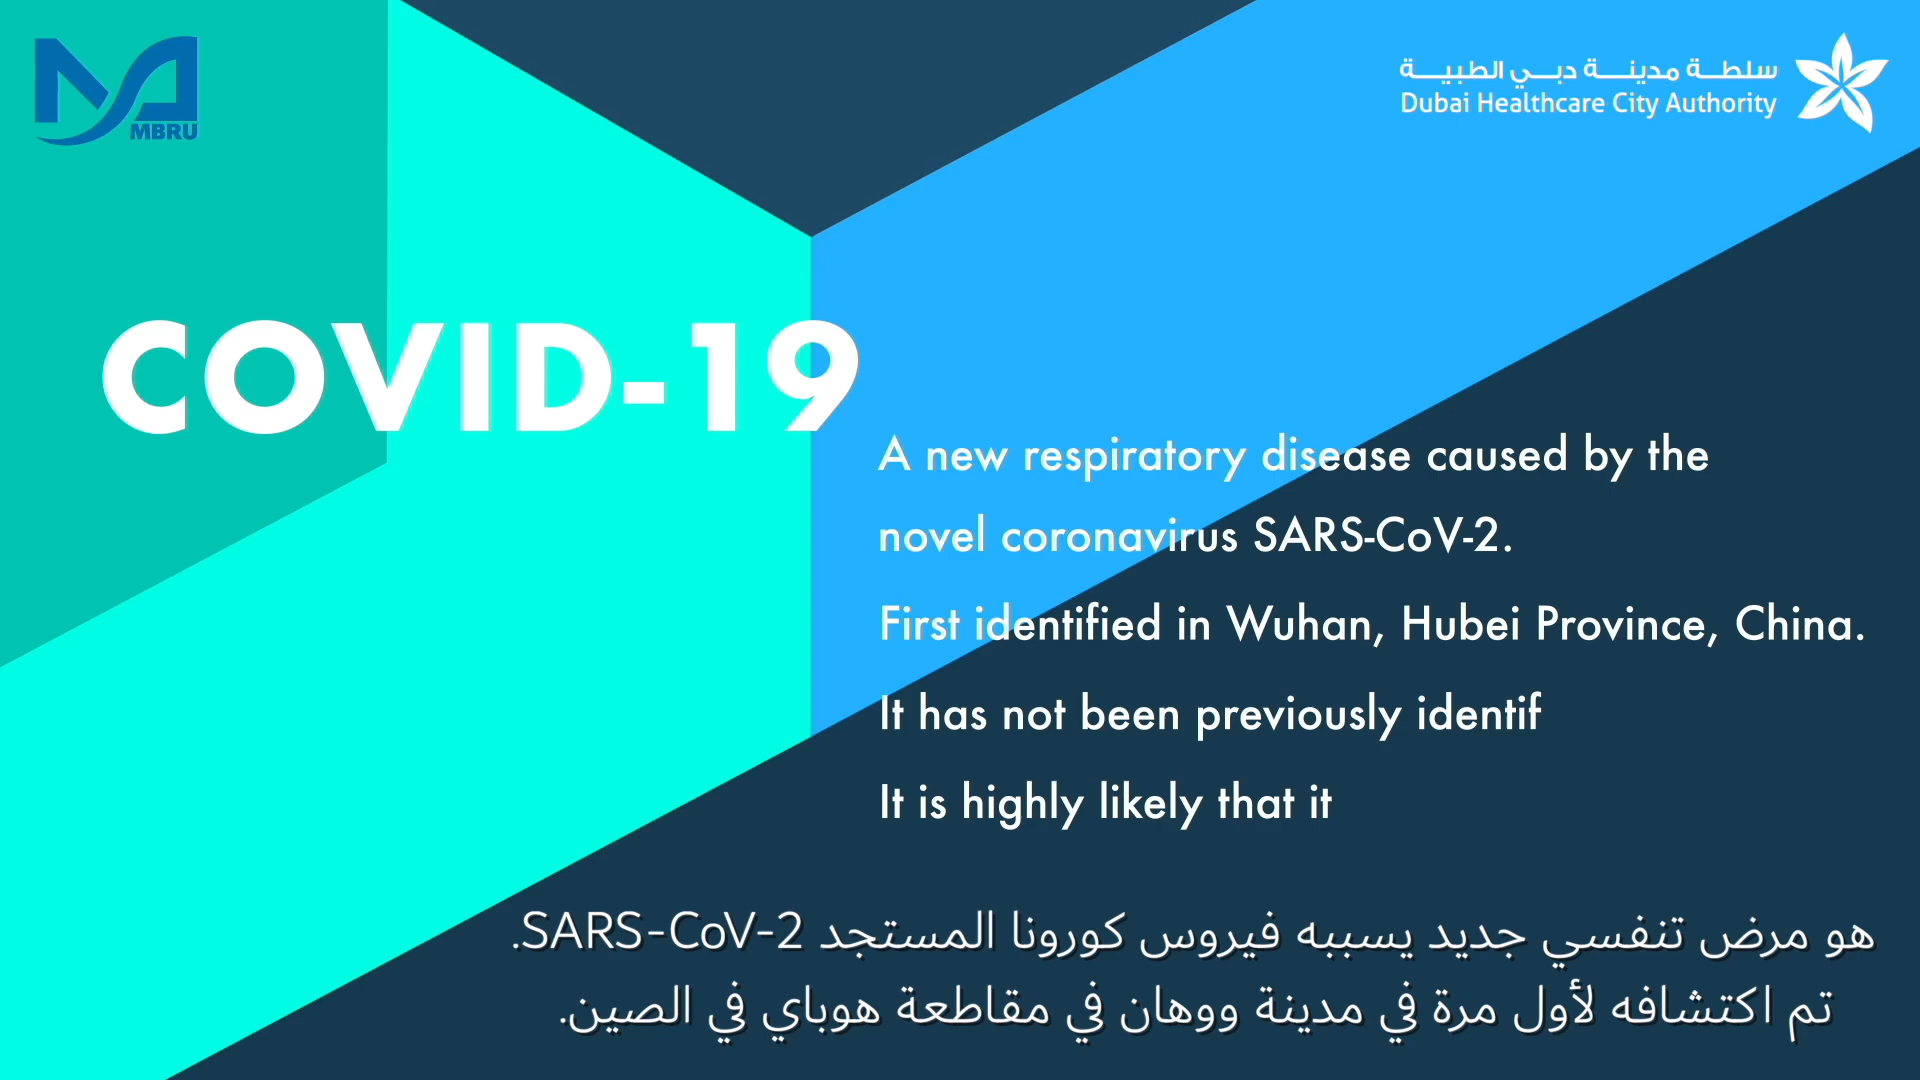 MBRU
سلطة مدينة دبي الطبية
Dubai Healthcare City Authority
COVID-19
A new respiratory disease caused by the
novel coronavirus SARS-CoV-2.
First identified in Wuhan, Hubei Province, China.
It has not been previously identif
It is highly likely that it
هو مرض تنفسي جديد يسببه فيروس كورونا المستجد SARS-CoV-2.
تم اكتشافه لأول مرة في مدينة ووهان في مقاطعة هوباي في الصين.